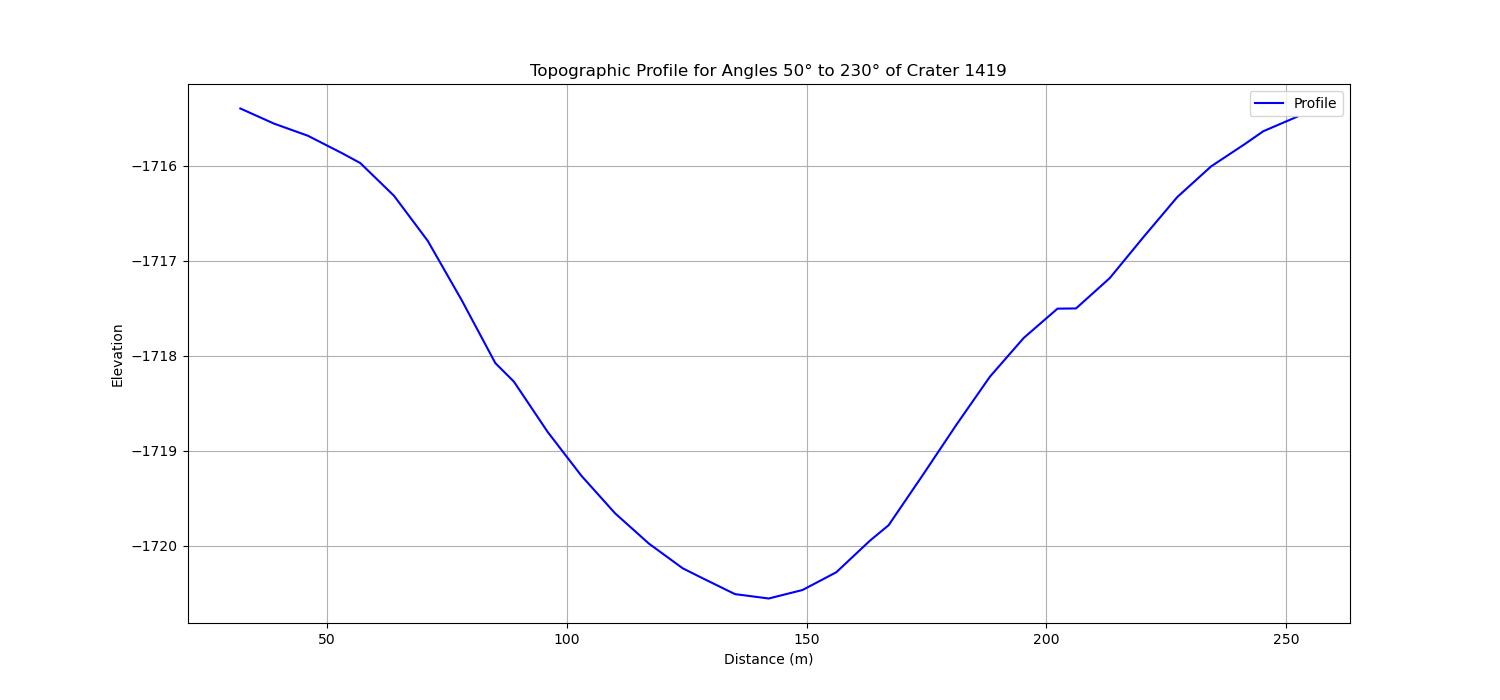 Topographic Profile for Angles 50° to 230° of Crater 1419
Profile
−1716
−1717
−1718
−1719
−1720
Elevation
50 100 150 200 250
Distance (m)